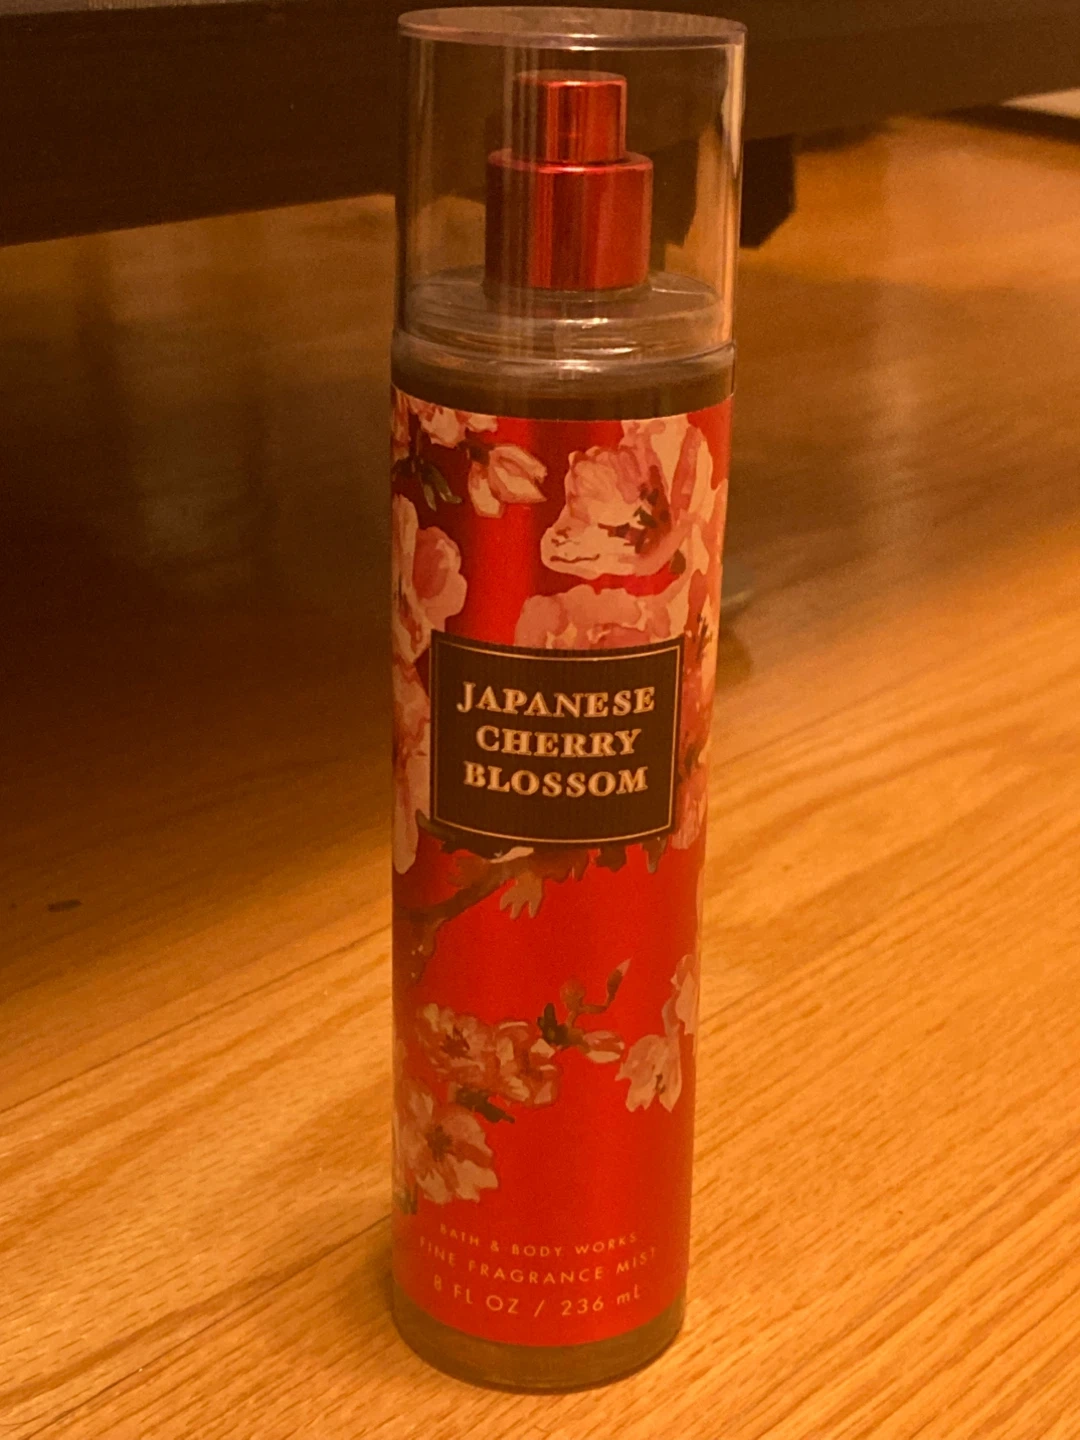 JAPANESE
CHERRY
BLOSSOM
BATH & BODY WORKS
FINE FRAGRANCE MIST
8 FL OZ / 236 mL